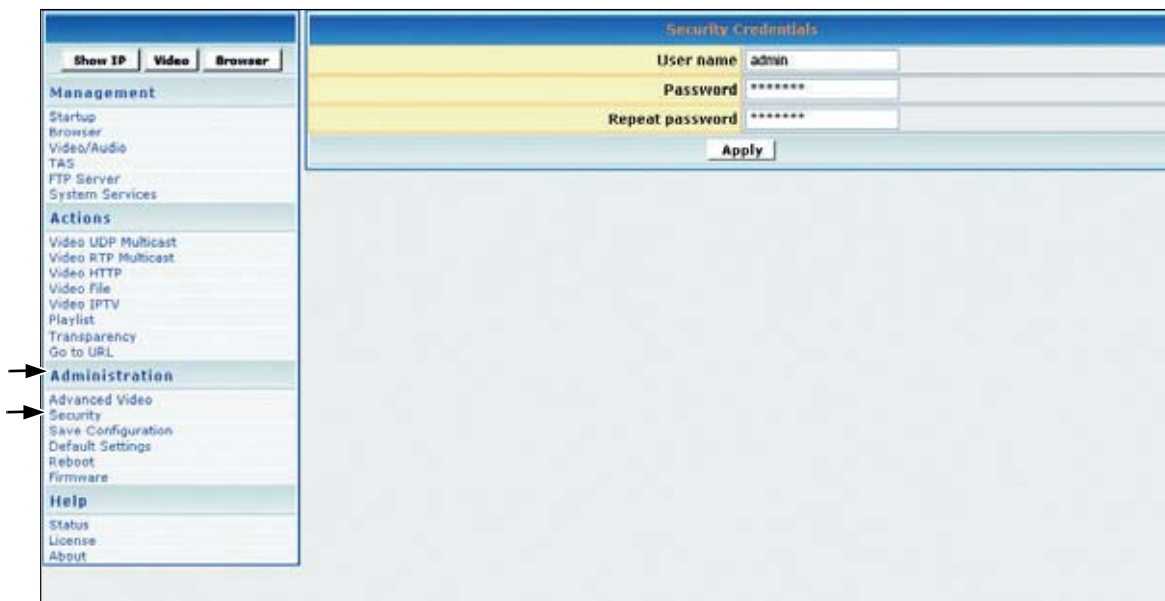 Show IP Video Browser
Management
Startup
Browser
Video/Audio
TAS
FTP Server
System Services
Actions
Video UDP Multicast
Video RTP Multicast
Video HTTP
Video File
Video IPTV
Playlist
Transparency
Go to URL
Administration
Advanced Video
Security
Save Configuration
Default Settings
Reboot
Firmware
Help
Status
License
About
Security Credentials
User name admin
Password *******
Repeat password *******
Apply